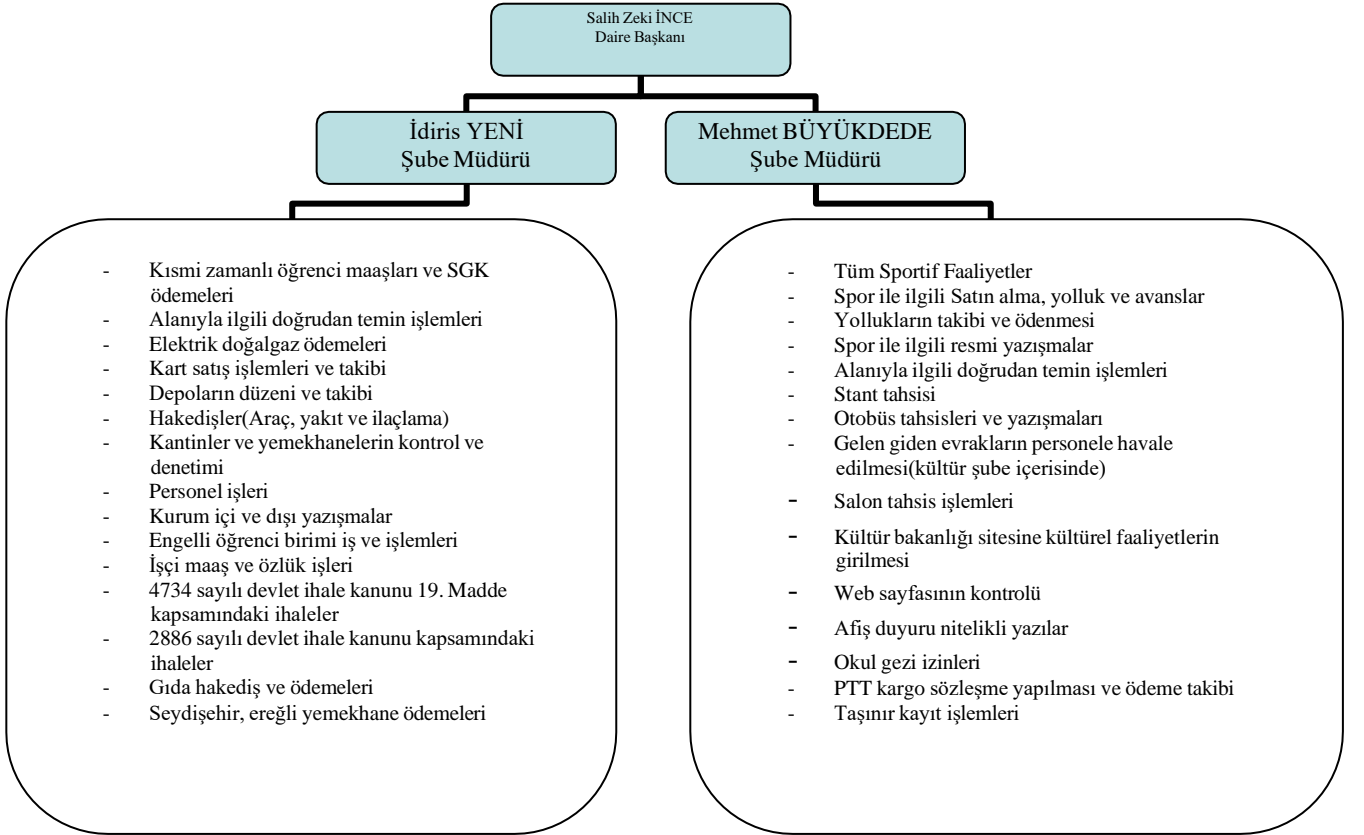 Salih Zeki İNCE
Daire Başkanı
İdiris YENİ
Şube Müdürü
Mehmet BÜYÜKDEDE
Şube Müdürü
- Kısmi zamanlı öğrenci maaşları ve SGK
ödemeleri
- Alanıyla ilgili doğrudan temin işlemleri
- Elektrik doğalgaz ödemeleri
- Kart satış işlemleri ve takibi
- Depoların düzeni ve takibi
- Hakedişler(Araç, yakıt ve ilaçlama)
- Kantinler ve yemekhanelerin kontrol ve
denetimi
- Personel işleri
- Kurum içi ve dışı yazışmalar
- Engelli öğrenci birimi iş ve işlemleri
- İşçi maaş ve özlük işleri
- 4734 sayılı devlet ihale kanunu 19. Madde
kapsamındaki ihaleler
- 2886 sayılı devlet ihale kanunu kapsamındaki
ihaleler
- Gıda hakediş ve ödemeleri
- Seydişehir, ereğli yemekhane ödemeleri
- Tüm Sportif Faaliyetler
- Spor ile ilgili Satın alma, yolluk ve avanslar
- Yollukların takibi ve ödenmesi
- Spor ile ilgili resmi yazışmalar
- Alanıyla ilgili doğrudan temin işlemleri
- Stant tahsisi
- Otobüs tahsisleri ve yazışmaları
- Gelen giden evrakların personele havale
edilmesi(kültür şube içerisinde)
- Salon tahsis işlemleri
- Kültür bakanlığı sitesine kültürel faaliyetlerin
girilmesi
- Web sayfasının kontrolü
- Afiş duyuru nitelikli yazılar
- Okul gezi izinleri
- PTT kargo sözleşme yapılması ve ödeme takibi
- Taşınır kayıt işlemleri